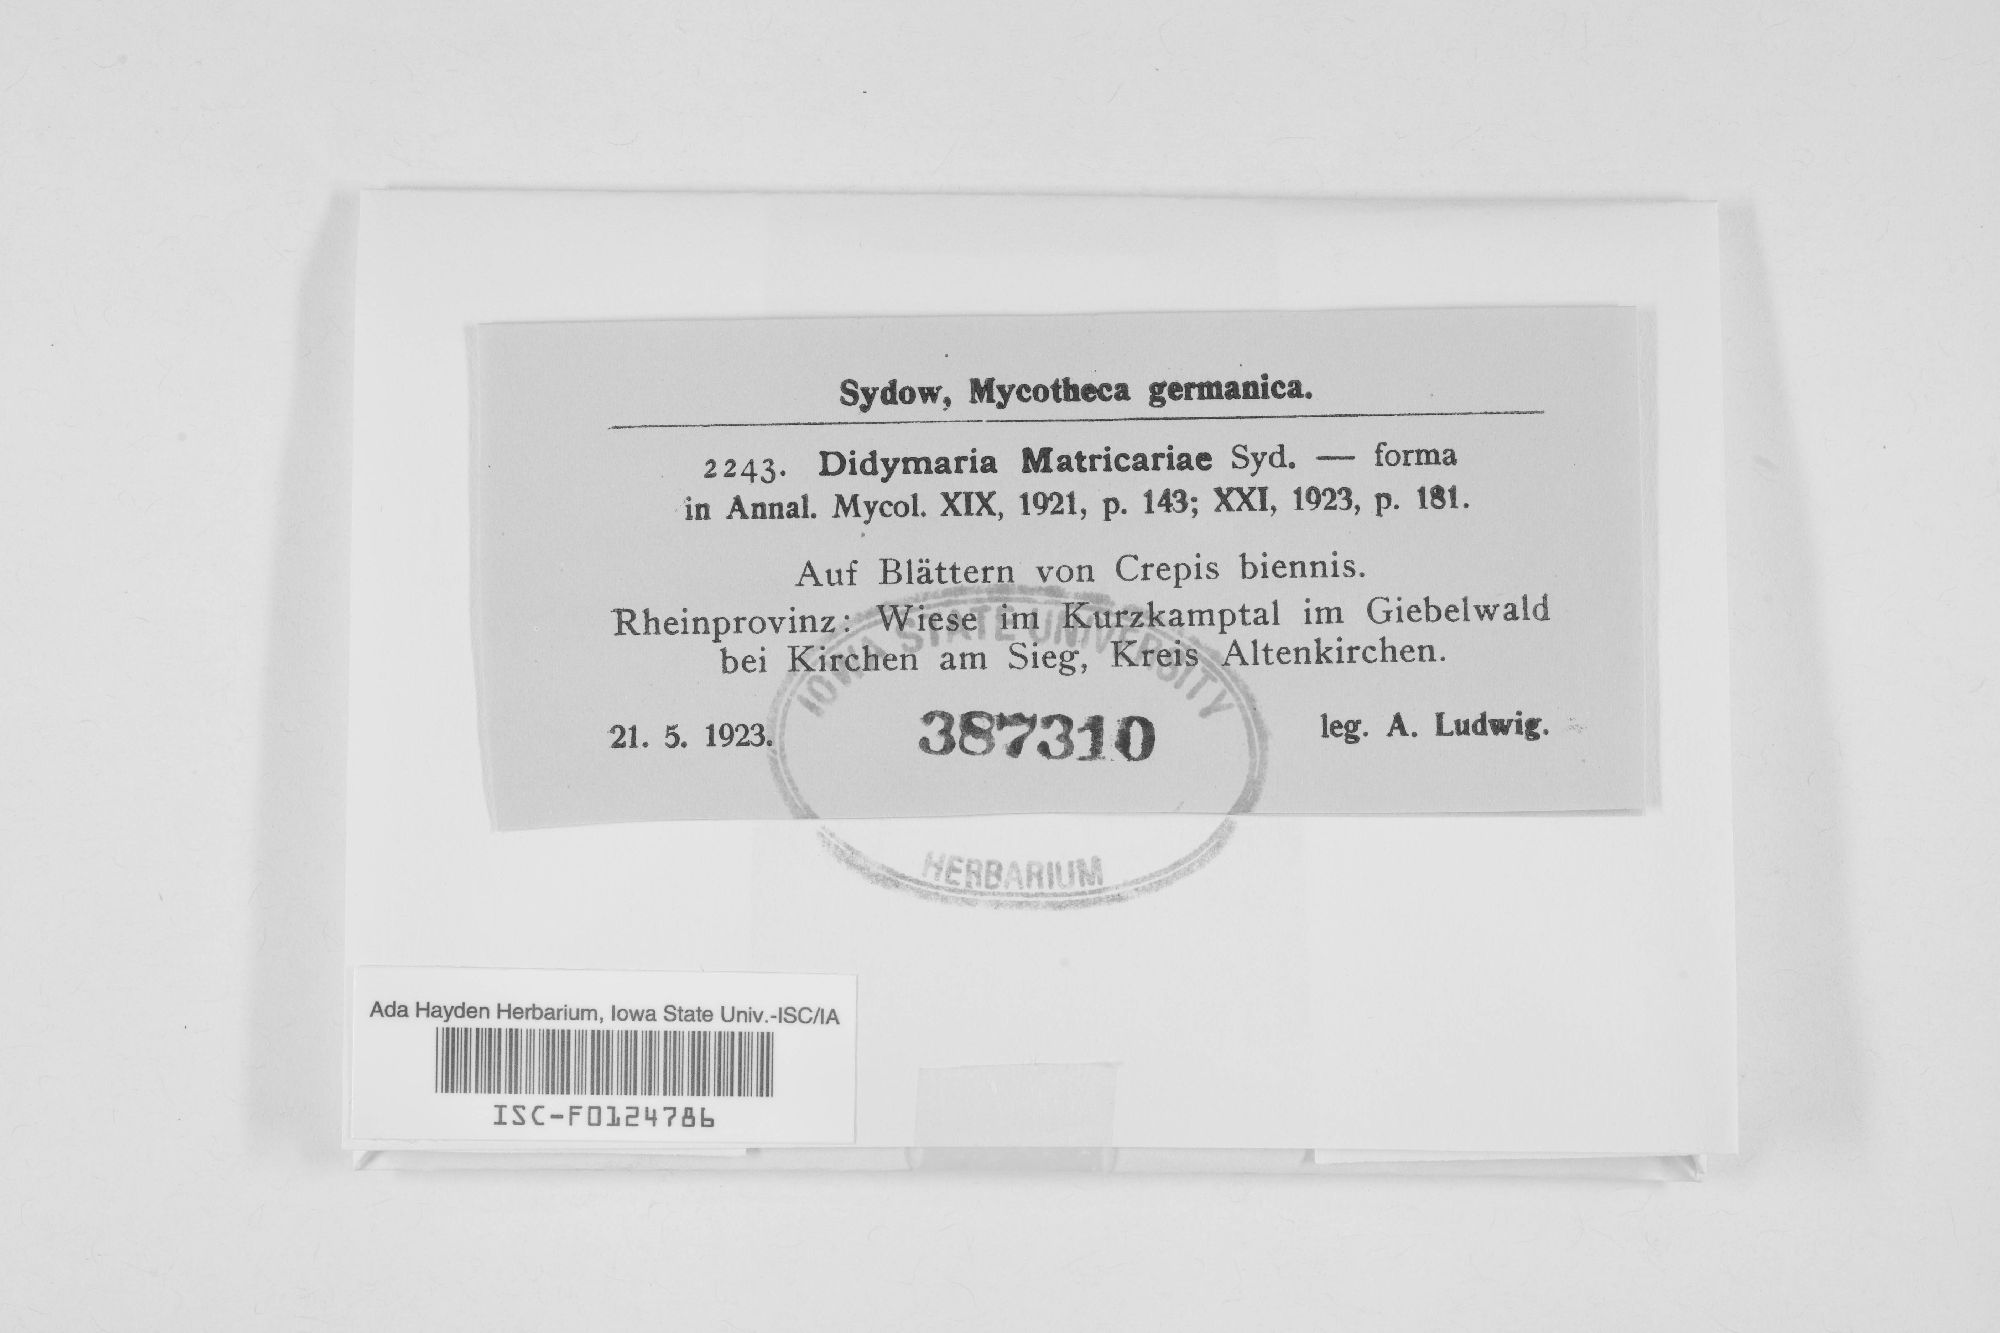 Sydow, Mycotheca germanica.
2243. Didymaria Matricariae Syd. — forma
in Annal. Mycol. XIX, 1921, p. 143; XXI, 1923, p. 181.
Auf Blättern von Crepis biennis.
Rheinprovinz: Wiese im Kurzkamptal im Giebelwald
bei Kirchen am Sieg, Kreis Altenkirchen.
21. 5. 1923.
387310
leg. A. Ludwig.
IOWA STATE UNIVERSITY
HERBARIUM
Ada Hayden Herbarium, Iowa State Univ.-ISC/IA
ISC-F0124786